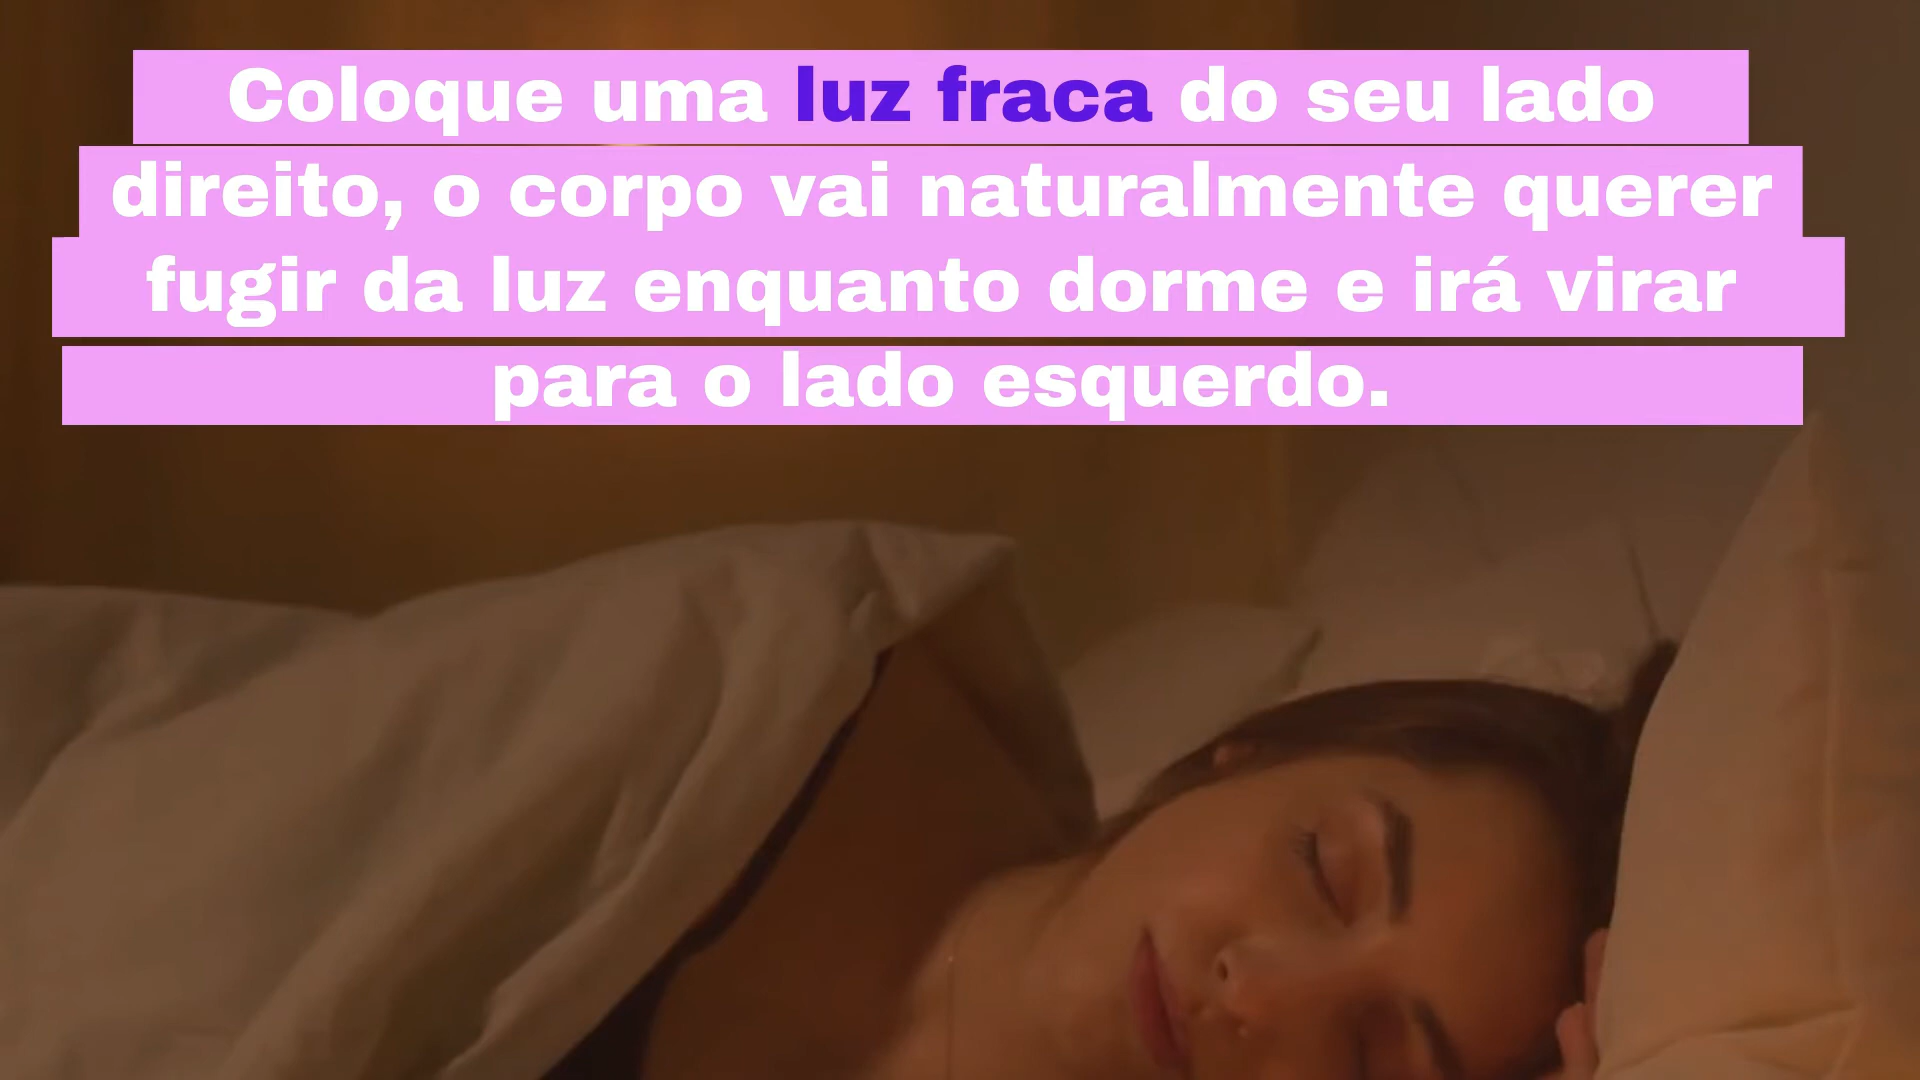 Coloque uma luz fraca do seu lado
direito, o corpo vai naturalmente querer
fugir da luz enquanto dorme e irá virar
para o lado esquerdo.